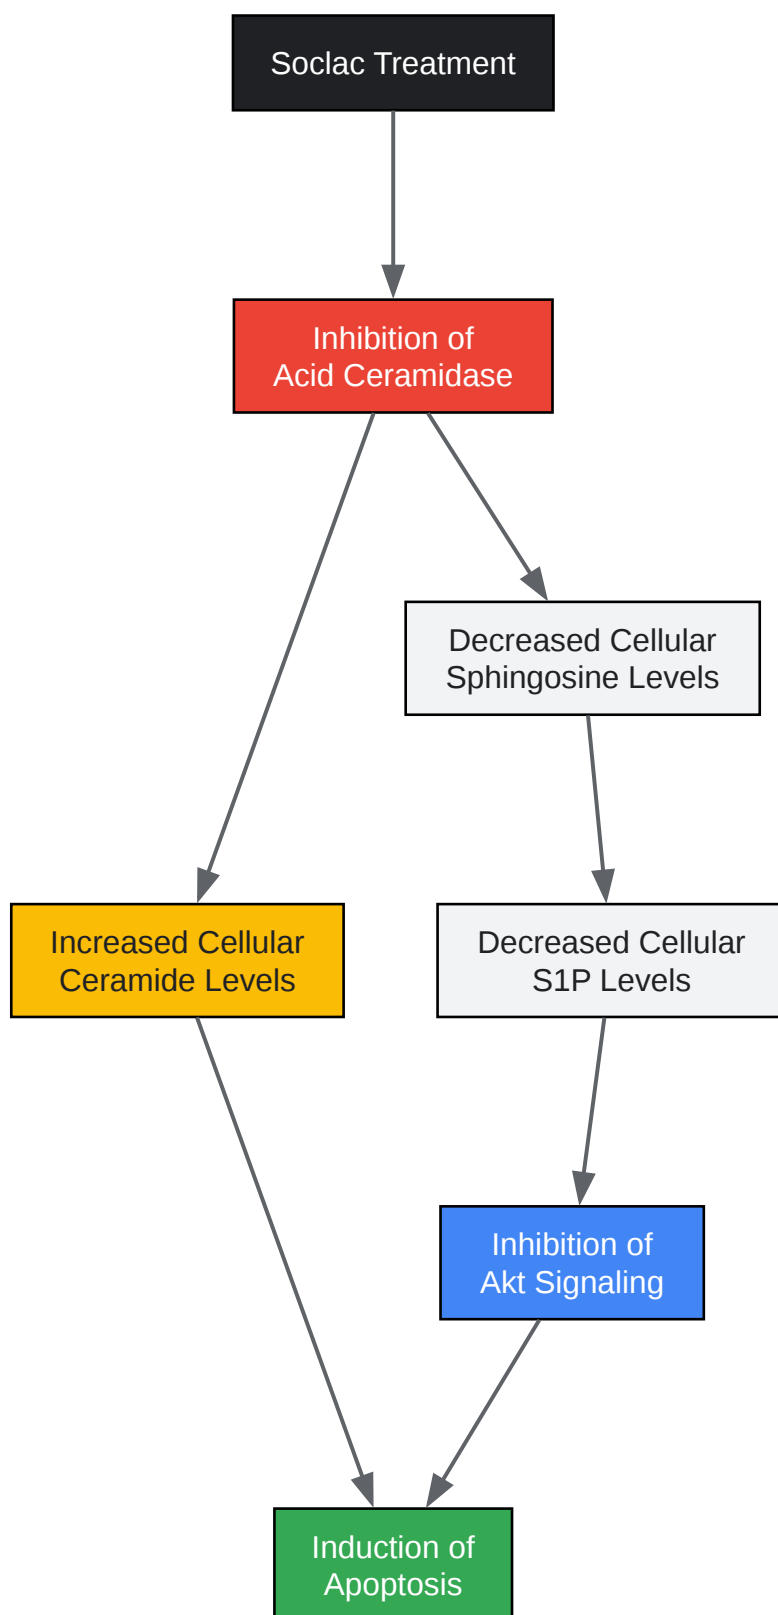 Soclac Treatment
Inhibition of
Acid Ceramidase
Decreased Cellular
Sphingosine Levels
Increased Cellular
Ceramide Levels
Decreased Cellular
S1P Levels
Inhibition of
Akt Signaling
Induction of
Apoptosis